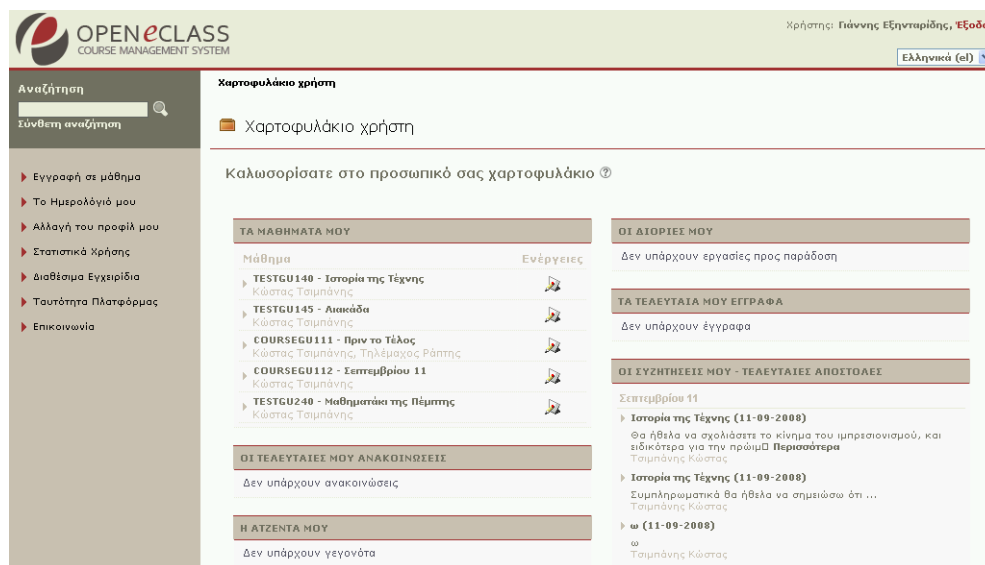 OPEN eCLASS
COURSE MANAGEMENT SYSTEM
Χρήστης: Γιάννης Εξηνταρίδης, Έξοδο
Ελληνικά (el)
Αναζήτηση
Σύνθετη αναζήτηση
Εγγραφή σε μάθημα
Το Ημερολόγιό μου
Αλλαγή του προφίλ μου
Στατιστικά Χρήσης
Διαθέσιμα Εγχειρίδια
Ταυτότητα Πλατφόρμας
Επικοινωνία
Χαρτοφυλάκιο χρήστη
Χαρτοφυλάκιο χρήστη
Καλωσορίσατε στο προσωπικό σας χαρτοφυλάκιο
ΤΑ ΜΑΘΗΜΑΤΑ ΜΟΥ
Μάθημα Ενέργειες
TESTGU140 - Ιστορία της Τέχνης
Κώστας Τσιμπάνης
TESTGU145 - Λιακάδα
Κώστας Τσιμπάνης
COURSEGU111 - Πριν το Τέλος
Κώστας Τσιμπάνης, Τηλέμαχος Ράπτης
COURSEGU112 - Σεπτεμβρίου 11
Κώστας Τσιμπάνης
TESTGU240 - Μαθηματάκι της Πέμπτης
Κώστας Τσιμπάνης
ΟΙ ΤΕΛΕΥΤΑΙΕΣ ΜΟΥ ΑΝΑΚΟΙΝΩΣΕΙΣ
Δεν υπάρχουν ανακοινώσεις
Η ΑΤΖΕΝΤΑ ΜΟΥ
Δεν υπάρχουν γεγονότα
ΟΙ ΔΙΟΡΙΕΣ ΜΟΥ
Δεν υπάρχουν εργασίες προς παράδοση
ΤΑ ΤΕΛΕΥΤΑΙΑ ΜΟΥ ΕΓΓΡΑΦΑ
Δεν υπάρχουν έγγραφα
ΟΙ ΣΥΖΗΤΗΣΕΙΣ ΜΟΥ - ΤΕΛΕΥΤΑΙΕΣ ΑΠΟΣΤΟΛΕΣ
Σεπτεμβρίου 11
Ιστορία της Τέχνης (11-09-2008)
Θα ήθελα να σχολιάσετε το κίνημα του ιμπρεσιονισμού, και
ειδικότερα για την πρώιμ□ Περισσότερα
Τσιμπάνης Κώστας
Ιστορία της Τέχνης (11-09-2008)
Συμπληρωματικά θα ήθελα να σημειώσω ότι ...
Τσιμπάνης Κώστας
ω (11-09-2008)
ω
Τσιμπάνης Κώστας